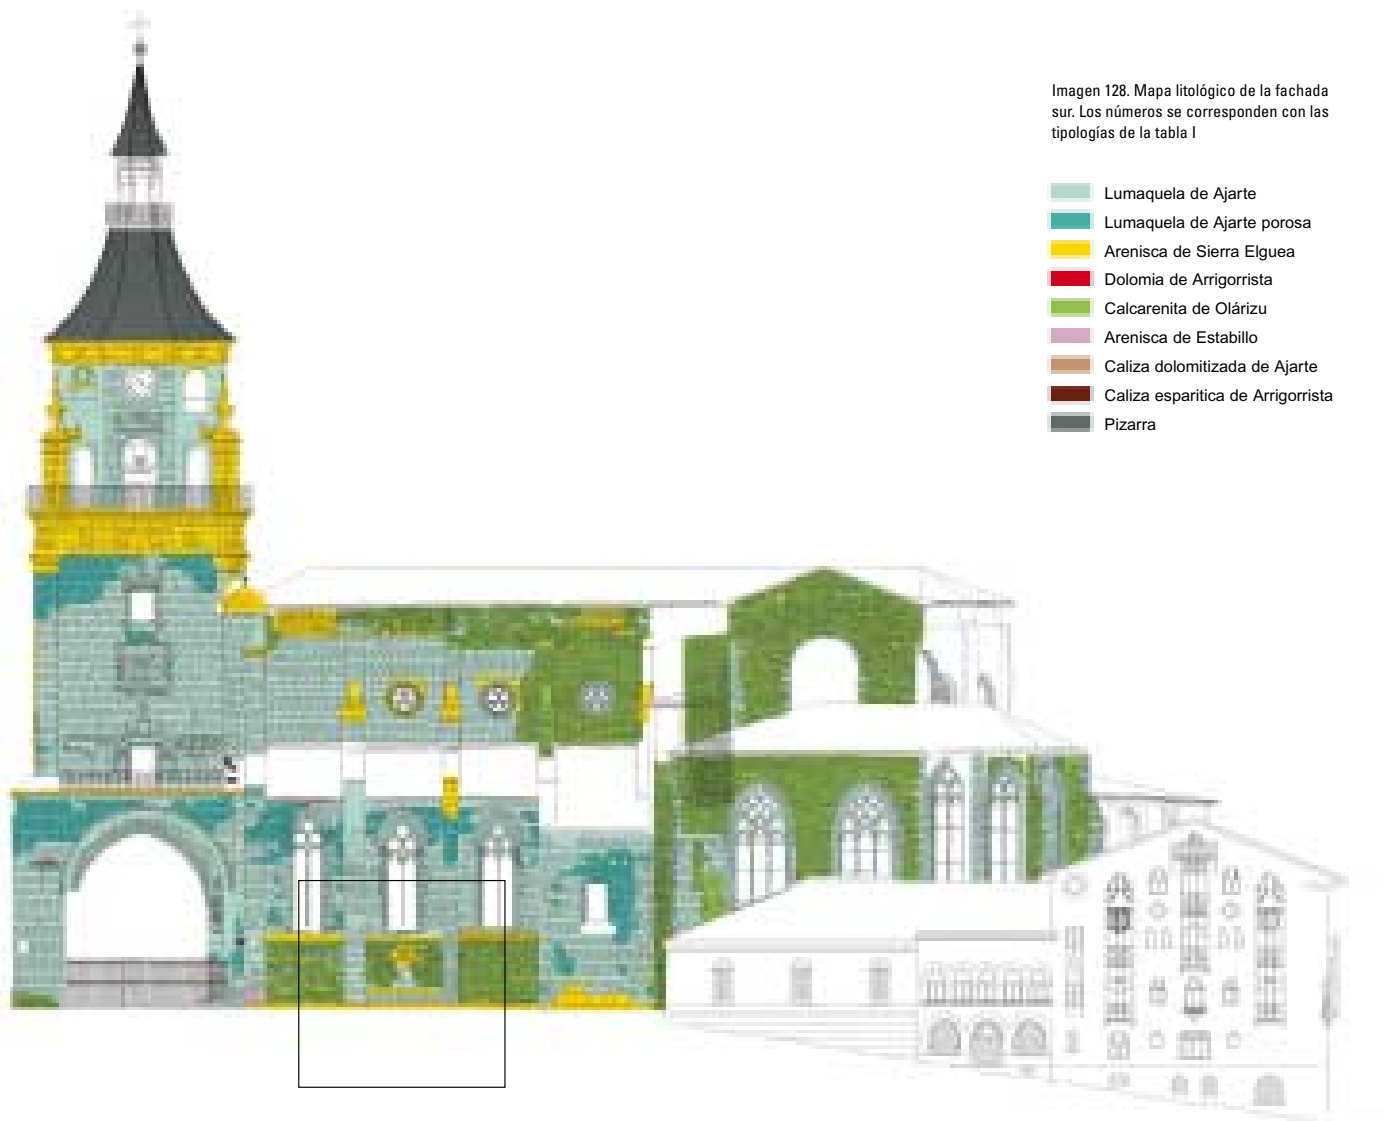 Imagen 128. Mapa litológico de la fachada
sur. Los números se corresponden con las
tipologías de la tabla I
Lumaquela de Ajarte
Lumaquela de Ajarte porosa
Arenisca de Sierra Elguea
Dolomia de Arrigorrista
Calcarenita de Olárizu
Arenisca de Estabillo
Caliza dolomitizada de Ajarte
Caliza esparitica de Arrigorrista
Pizarra